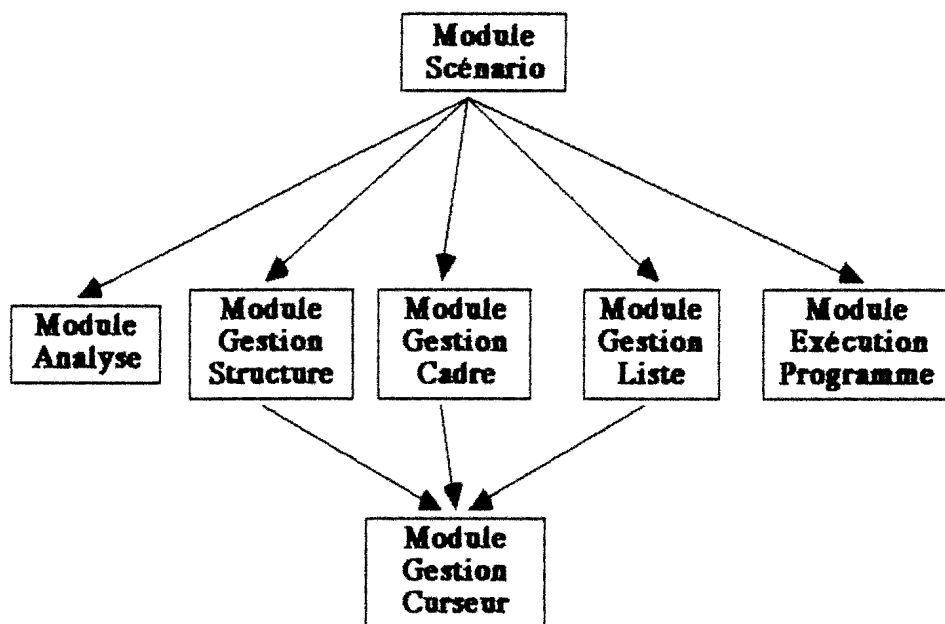 Module
Scénario
Module
Analyse
Module
Gestion
Structure
Module
Gestion
Cadre
Module
Gestion
Liste
Module
Exécution
Programme
Module
Gestion
Curseur